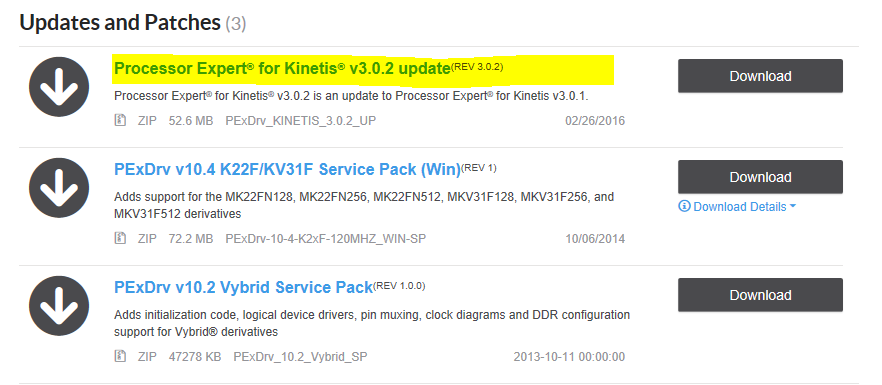 Updates and Patches (3)
Processor Expert® for Kinetis® v3.0.2 update(REV 3.0.2)
Download
Processor Expert® for Kinetis® v3.0.2 is an update to Processor Expert® for Kinetis v3.0.1.
ZIP 52.6 MB PExDrv_KINETIS_3.0.2_UP 02/26/2016
PExDrv v10.4 K22F/KV31F Service Pack (Win)(REV 1)
Download
Adds support for the MK22FN128, MK22FN256, MK22FN512, MKV31F128, MKV31F256, and
MKV31F512 derivatives
Download Details
ZIP 72.2 MB PExDrv-10-4-K2xF-120MHZ_WIN-SP 10/06/2014
PExDrv v10.2 Vybrid Service Pack(REV 1.0.0)
Download
Adds initialization code, logical device drivers, pin muxing, clock diagrams and DDR configuration
support for Vybrid® derivatives
ZIP 47278 KB PExDrv_10.2_Vybrid_SP 2013-10-11 00:00:00